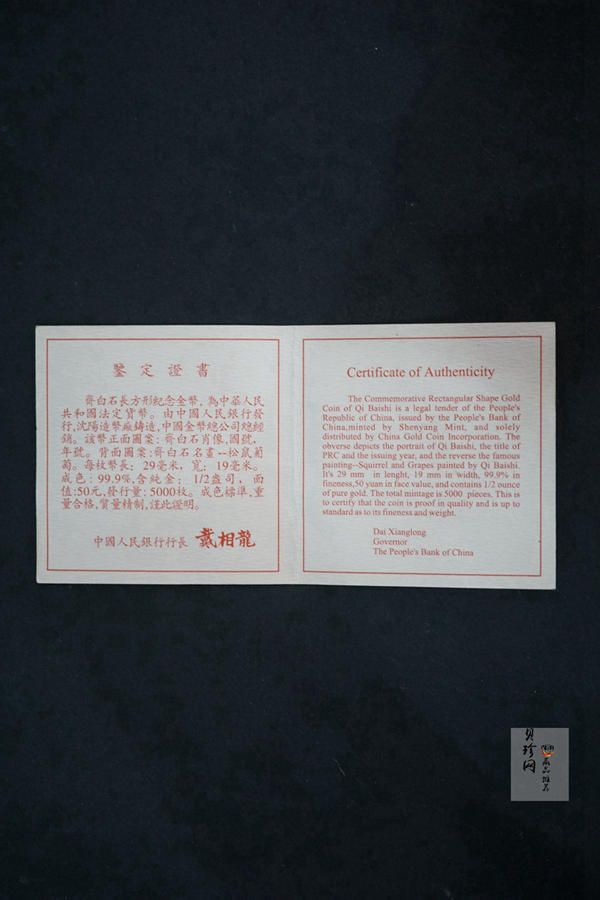 鑒定證書
齊白石長方形紀念金幣，為中華人民
共和國法定貨幣。由中國人民銀行發
行，沈陽造幣廠鑄造，中國金幣總公司總經
銷。該幣正面圖案：齊白石肖像，國號，
年號。背面圖案：齊白石名畫--松鼠葡
萄。每枚幣長：29毫米，寬：19毫米。
成色：99.9%，含純金：1/2盎司，面
值：50元，發行量：5000枚。成色標準，重
量合格，質量精制，謹此證明。
中國人民銀行行長 戴相龍
Certificate of Authenticity
The Commemorative Rectangular Shape Gold
Coin of Qi Baishi is a legal tender of the People's
Republic of China, issued by the People's Bank of
China,minted by Shenyang Mint, and solely
distributed by China Gold Coin Incorporation. The
obverse depicts the portrait of Qi Baishi, the title of
PRC and the issuing year, and the reverse the famous
painting--Squirrel and Grapes painted by Qi Baishi.
It's 29 mm in lenght, 19 mm in width, 99.9% in
fineness,50 yuan in face value, and contains 1/2 ounce
of pure gold. The total mintage is 5000 pieces. This is
to certify that the coin is proof in quality and is up to
standard as to its fineness and weight.
Dai Xianglong
Governor
The People's Bank of China
贝珍网
藏品推荐